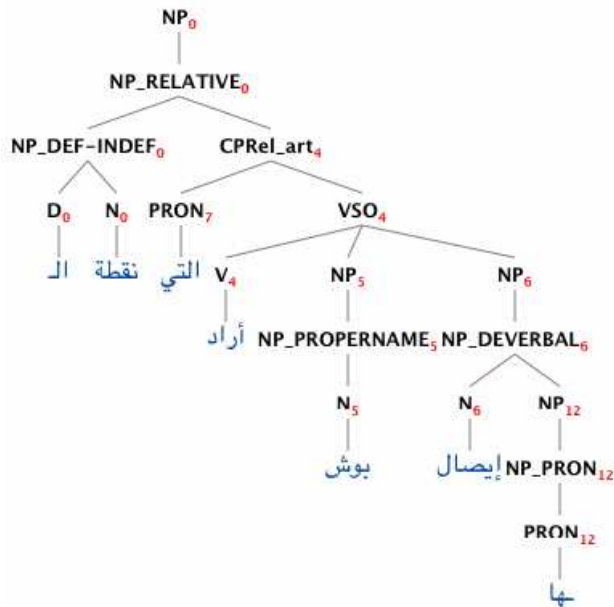 NP0
NP_RELATIVE0
NP_DEF-INDEF0 CPRel_art4
D0 N0 PRON7 VSO4
الـ نقطة التي V4 NP5 NP6
أراد NP_PROPERNAME5 NP_DEVERBAL6
N5 N6 NP12
بوش إيصال NP_PRON12
PRON12
ـها